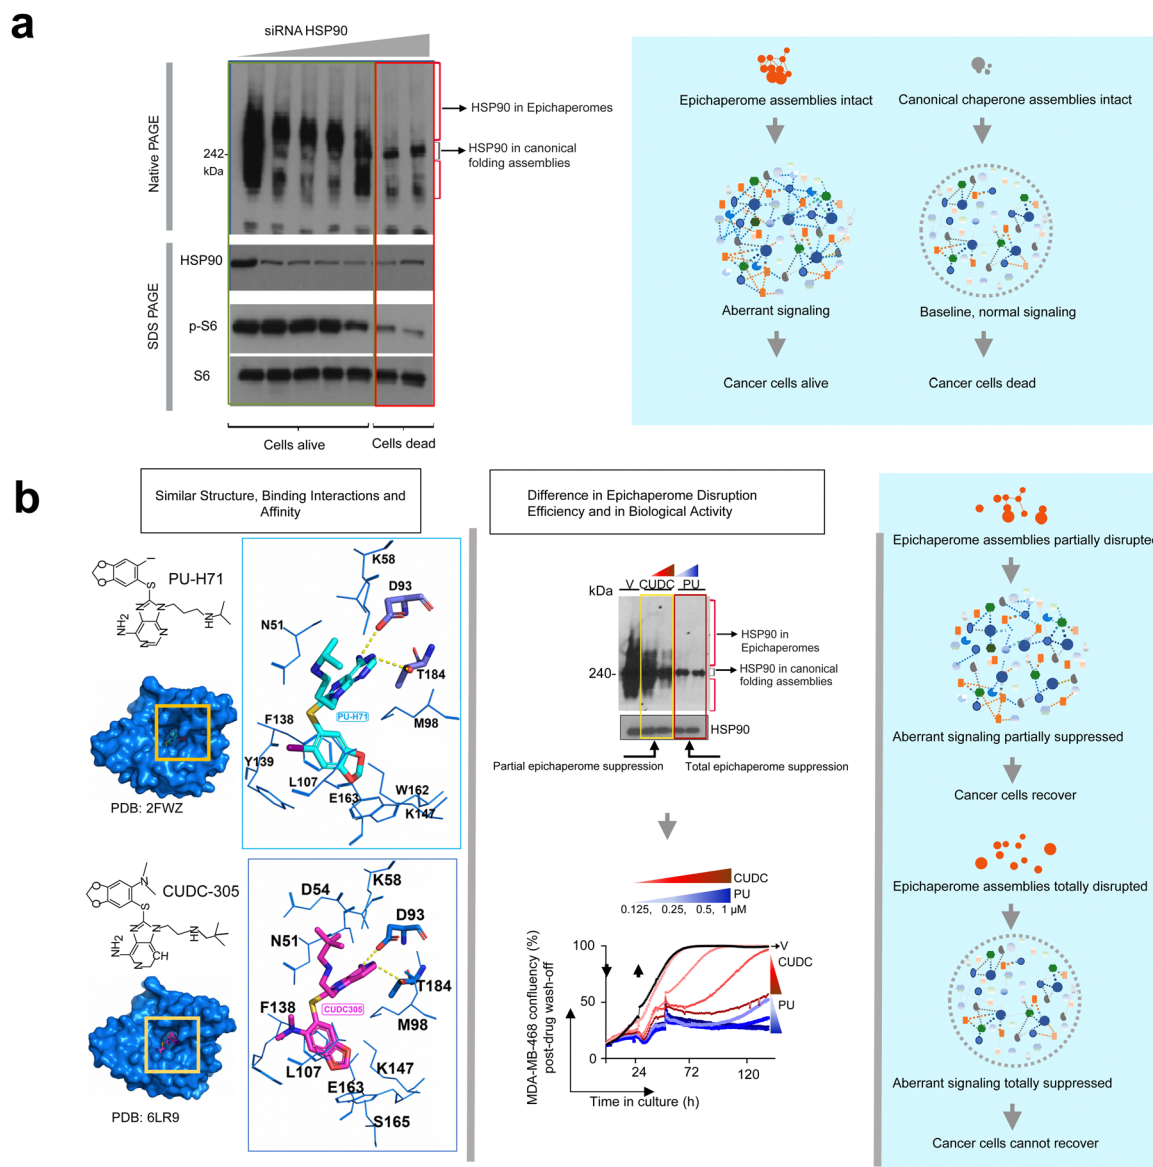 a
siRNA HSP90
Native PAGE
242-
kDa
HSP90 in Epichaperomes
HSP90 in canonical
folding assemblies
SDS PAGE
HSP90
p-S6
S6
Cells alive
Cells dead
Epichaperome assemblies intact
Canonical chaperone assemblies intact
Aberrant signaling
Baseline, normal signaling
Cancer cells alive
Cancer cells dead
b
Similar Structure, Binding Interactions and
Affinity
PU-H71
I
O
O
S
NH2
N
N
N
N
N
H
PDB: 2FWZ
K58
D93
N51
T184
M98
PU-H71
F138
Y139
L107
E163
W162
K147
CUDC-305
N
O
O
S
NH2
N
N
N
CH
N
H
PDB: 6LR9
K58
D54
D93
N51
T184
CUDC305
F138
M98
L107
K147
E163
S165
Difference in Epichaperome Disruption
Efficiency and in Biological Activity
kDa
V CUDC PU
240-
HSP90 in
Epichaperomes
HSP90 in canonical
folding assemblies
HSP90
Partial epichaperome suppression
Total epichaperome suppression
CUDC
PU
0.125, 0.25, 0.5, 1 µM
MDA-MB-468 confluency (%)
post-drug wash-off
100
50
0
V
CUDC
PU
24
72
120
Time in culture (h)
Epichaperome assemblies partially disrupted
Aberrant signaling partially suppressed
Cancer cells recover
Epichaperome assemblies totally disrupted
Aberrant signaling totally suppressed
Cancer cells cannot recover